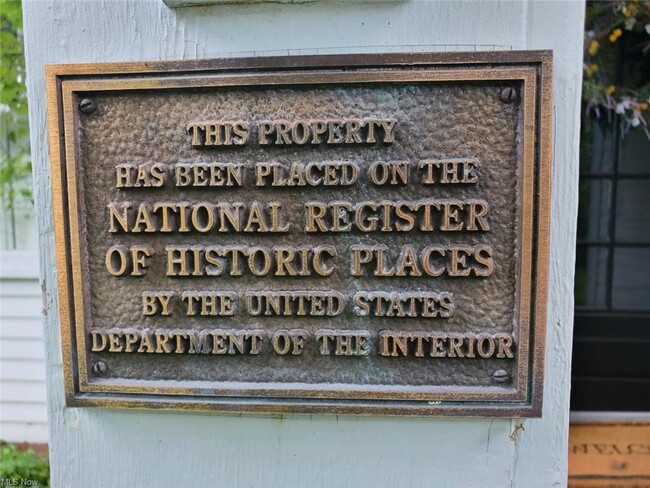 THIS PROPERTY
HAS BEEN PLACED ON THE
NATIONAL REGISTER
OF HISTORIC PLACES
BY THE UNITED STATES
DEPARTMENT OF THE INTERIOR
MLS Now